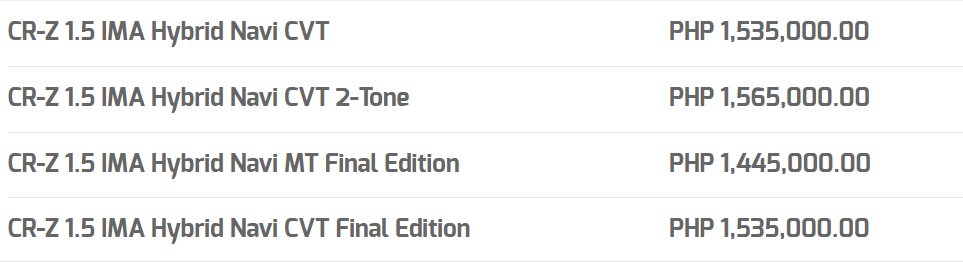 CR-Z 1.5 IMA Hybrid Navi CVT PHP 1,535,000.00
CR-Z 1.5 IMA Hybrid Navi CVT 2-Tone PHP 1,565,000.00
CR-Z 1.5 IMA Hybrid Navi MT Final Edition PHP 1,445,000.00
CR-Z 1.5 IMA Hybrid Navi CVT Final Edition PHP 1,535,000.00